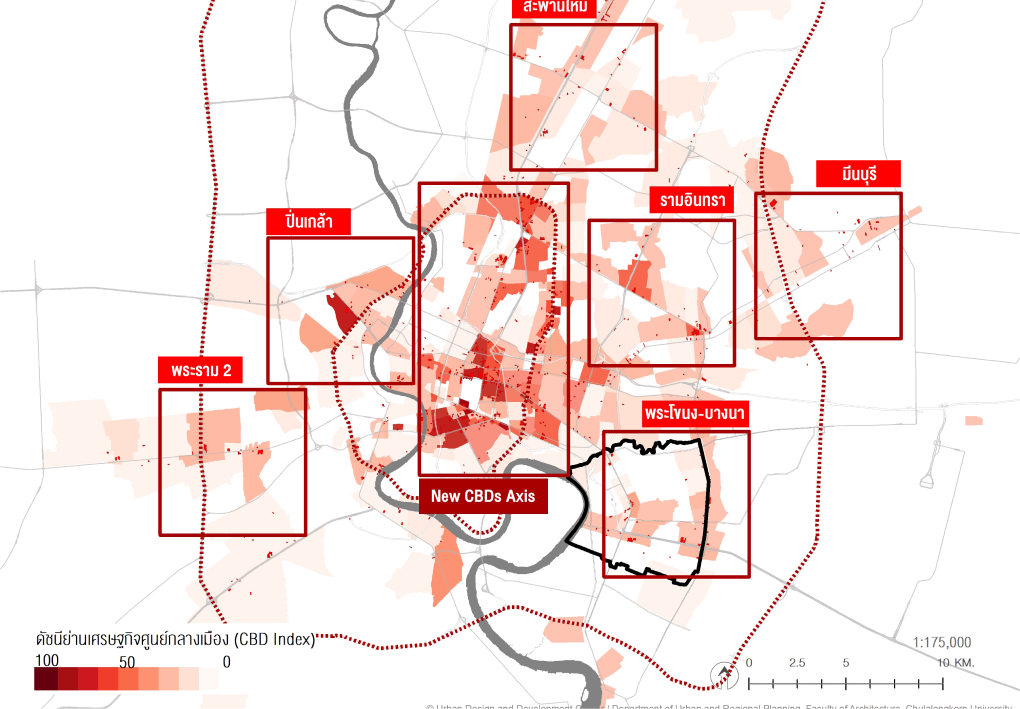 สะพานใหม่
มีนบุรี
รามอินทรา
ปิ่นเกล้า
พระราม 2
พระโขนง-บางนา
New CBDs Axis
ดัชนีย่านเศรษฐกิจศูนย์กลางเมือง (CBD Index)
100 50 0
1:175,000
0 2.5 5 10 KM.
© Urban Design and Development Center / Department of Urban and Regional Planning, Faculty of Architecture, Chulalongkorn University